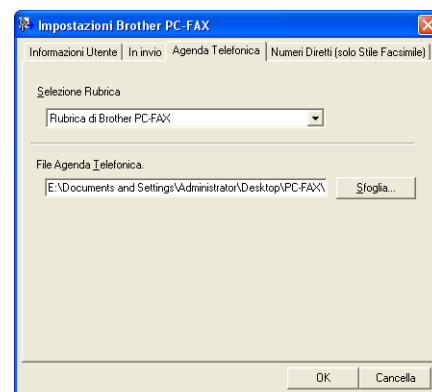 Impostazioni Brother PC-FAX
Informazioni Utente In invio Agenda Telefonica Numeri Diretti (solo Stile Facsimile)
Selezione Rubrica
Rubrica di Brother PC-FAX
File Agenda Telefonica.
E:\Documents and Settings\Administrator\Desktop\PC-FAX\ Sfoglia...
OK Cancella